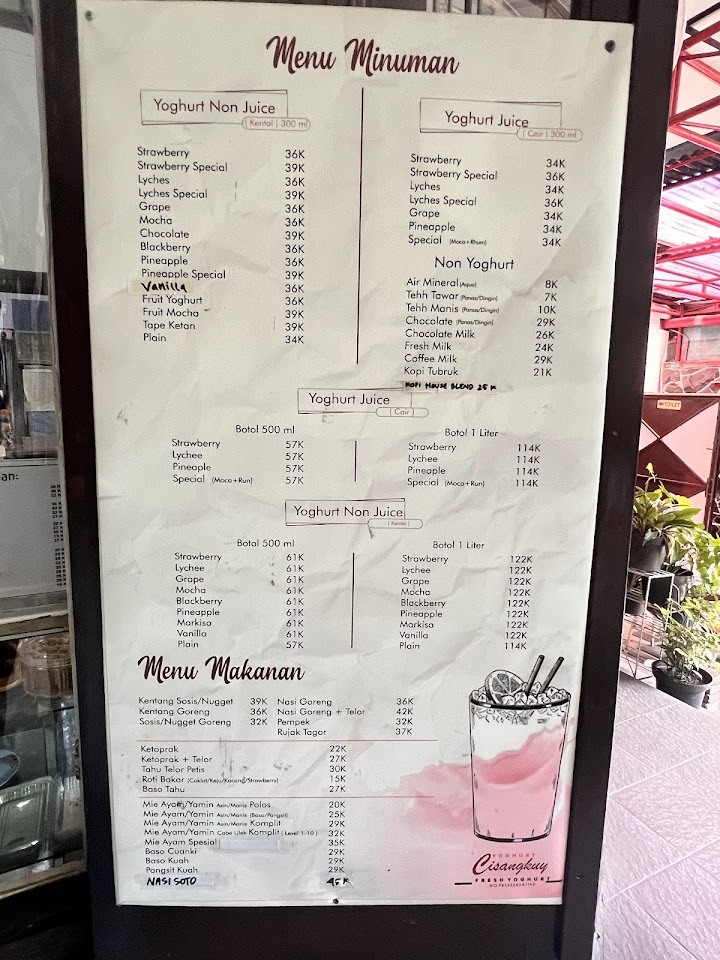 Menu Minuman
Yoghurt Non Juice
( Kental ) 300 ml
Strawberry 36K
Strawberry Special 39K
Lyches 36K
Lyches Special 39K
Grape 36K
Mocha 36K
Chocolate 39K
Blackberry 36K
Pineapple 36K
Pineapple Special 39K
Vanilla 36K
Fruit Yoghurt 36K
Fruit Mocha 39K
Tape Ketan 39K
Plain 34K
Yoghurt Juice
( Cair ) 300 ml
Strawberry 34K
Strawberry Special 36K
Lyches 34K
Lyches Special 36K
Grape 34K
Pineapple 34K
Special (Moca+Rhum) 34K
Non Yoghurt
Air Mineral (Aqua) 8K
Tehh Tawar (Panas/Dingin) 7K
Tehh Manis (Panas/Dingin) 10K
Chocolate (Panas/Dingin) 29K
Chocolate Milk 26K
Fresh Milk 24K
Coffee Milk 29K
Kopi Tubruk 21K
KOPI HOUSE BLEND 25 K
Yoghurt Juice
( Cair )
Botol 500 ml
Strawberry 57K
Lychee 57K
Pineaple 57K
Special (Moca+Run) 57K
Botol 1 Liter
Strawberry 114K
Lychee 114K
Pineaple 114K
Special (Moca+Run) 114K
Yoghurt Non Juice
( Kental )
Botol 500 ml
Strawberry 61K
Lychee 61K
Grape 61K
Mocha 61K
Blackberry 61K
Pineapple 61K
Markisa 61K
Vanilla 61K
Plain 57K
Botol 1 Liter
Strawberry 122K
Lychee 122K
Grape 122K
Mocha 122K
Blackberry 122K
Pineapple 122K
Markisa 122K
Vanilla 122K
Plain 114K
Menu Makanan
Kentang Sosis/Nugget 39K
Kentang Goreng 36K
Sosis/Nugget Goreng 32K
Nasi Goreng 36K
Nasi Goreng + Telor 42K
Pempek 32K
Rujak Tagor 37K
Ketoprak 22K
Ketoprak + Telor 27K
Tahu Telor Petis 30K
Roti Bakar (Coklat/Keju/Kacang/Strawberry) 15K
Baso Tahu 27K
Mie Ayam/Yamin Asin/Manis Polos 20K
Mie Ayam/Yamin Asin/Manis (Baso/Pangsit) 25K
Mie Ayam/Yamin Asin/Manis Komplit 29K
Mie Ayam/Yamin Cabe Ulek Komplit ( Level 1-10 ) 32K
Mie Ayam Spesial 35K
Baso Cuanki 29K
Baso Kuah 29K
Pangsit Kuah 29K
NASI SOTO 45K
YOGHURT
Cisangkuy
FRESH YOGHURT
NO PRESSERVATIVE
TOILET